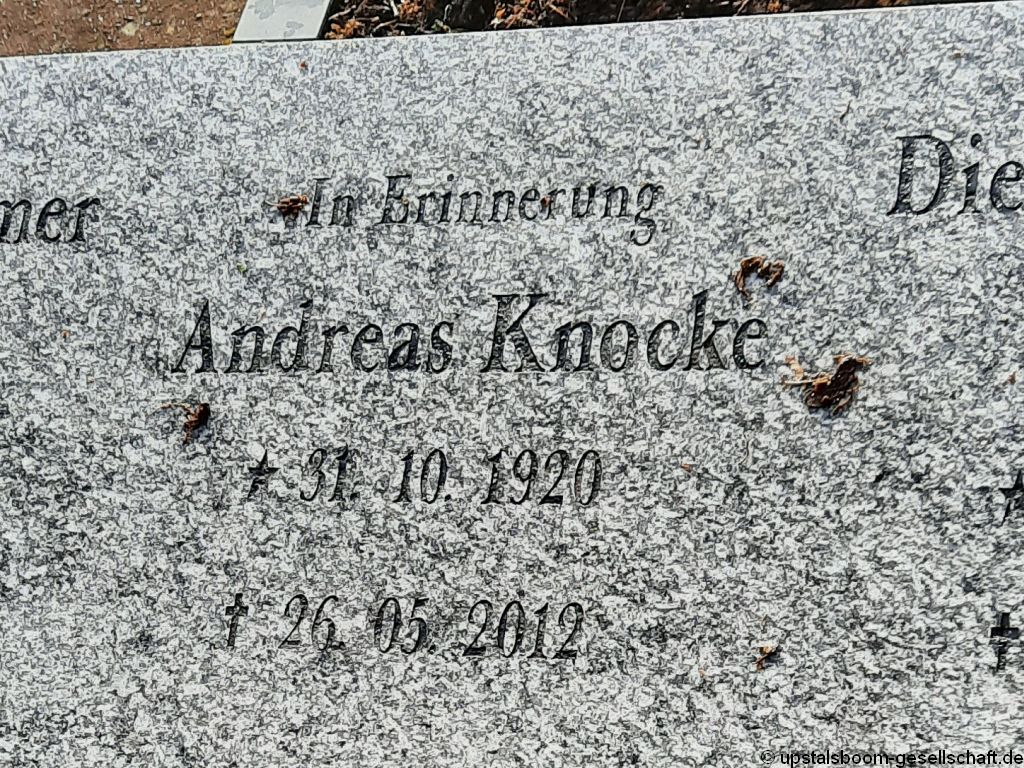 mer
In Erinnerung
Andreas Knocke
★ 31. 10. 1920
† 26. 05. 2012
Die
★
†
© upstalsboom-gesellschaft.de